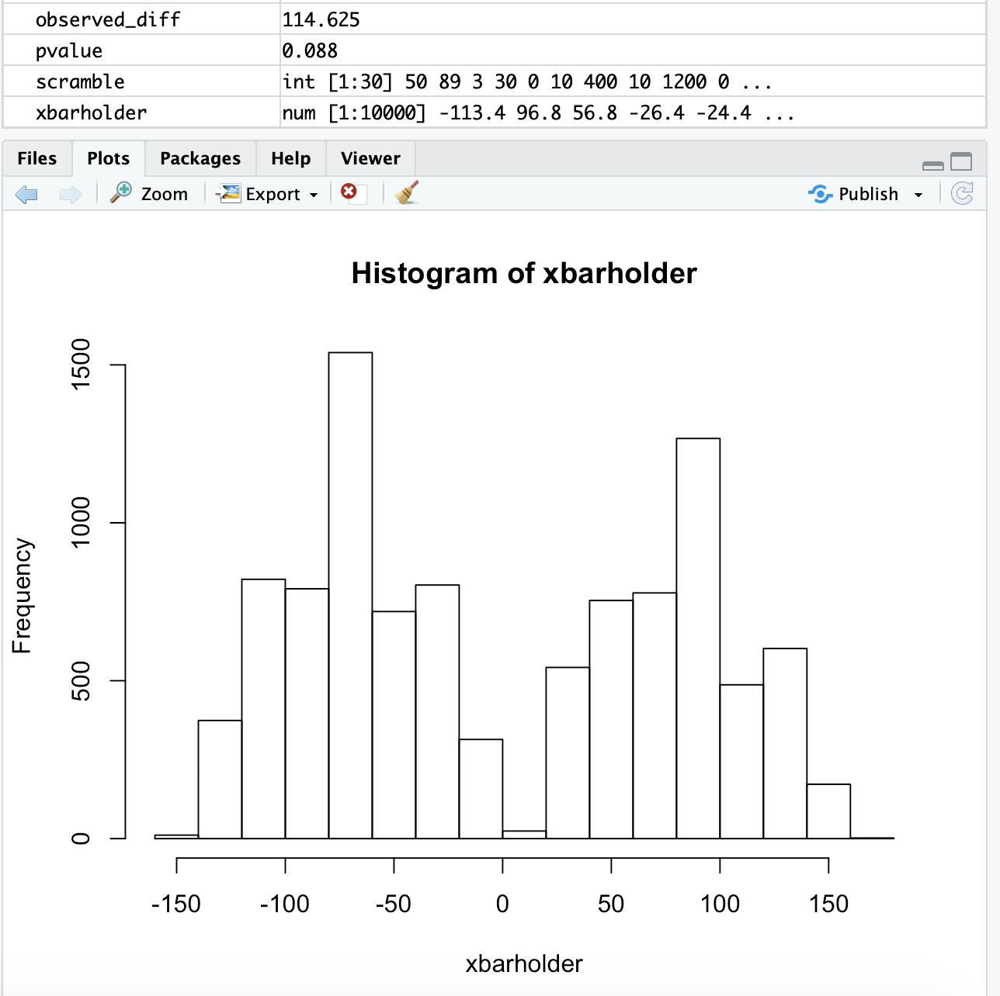 observed_diff 114.625
pvalue 0.088
scramble int [1:30] 50 89 3 30 0 10 400 10 1200 0 ...
xbarholder num [1:10000] -113.4 96.8 56.8 -26.4 -24.4 ...
Files Plots Packages Help Viewer
Zoom Export Publish
Histogram of xbarholder
1500
1000
500
0
Frequency
-150 -100 -50 0 50 100 150
xbarholder